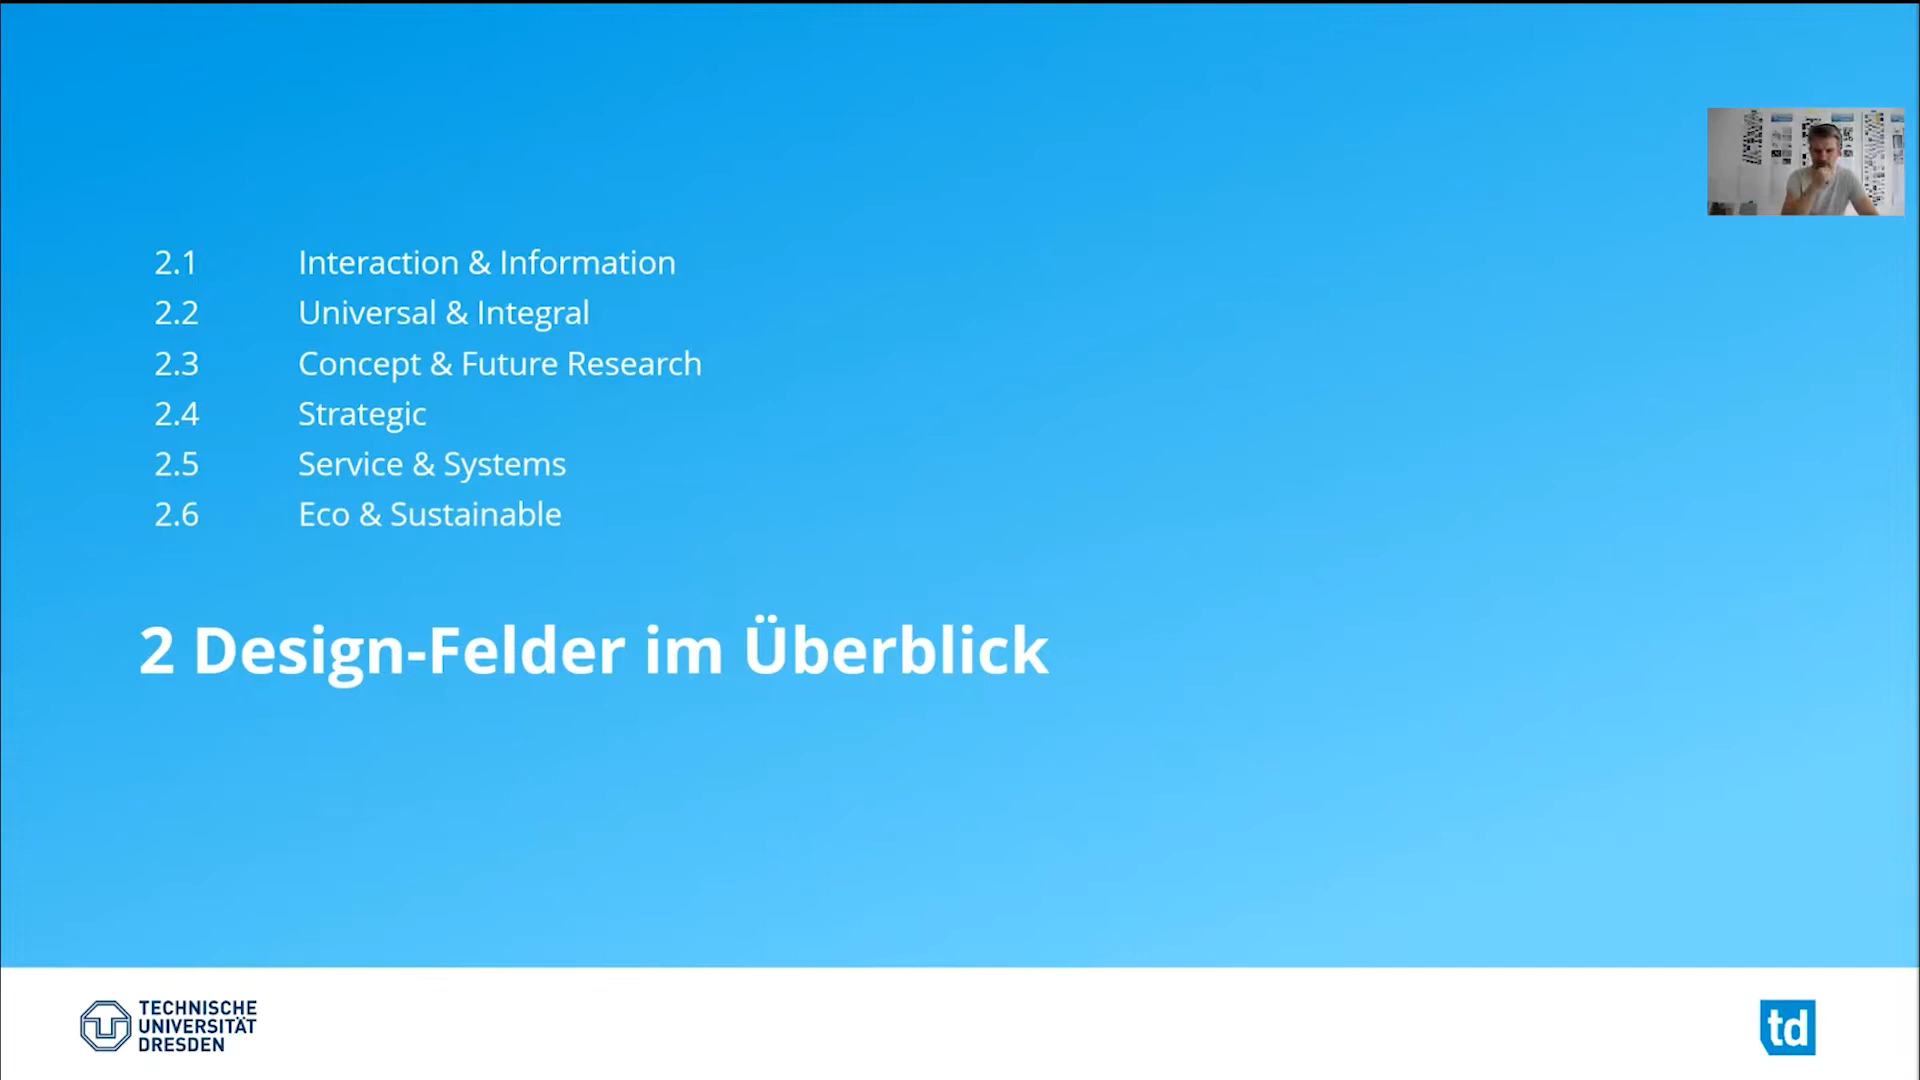 2.1 Interaction & Information
2.2 Universal & Integral
2.3 Concept & Future Research
2.4 Strategic
2.5 Service & Systems
2.6 Eco & Sustainable
2 Design-Felder im Überblick
TECHNISCHE
UNIVERSITÄT
DRESDEN
td